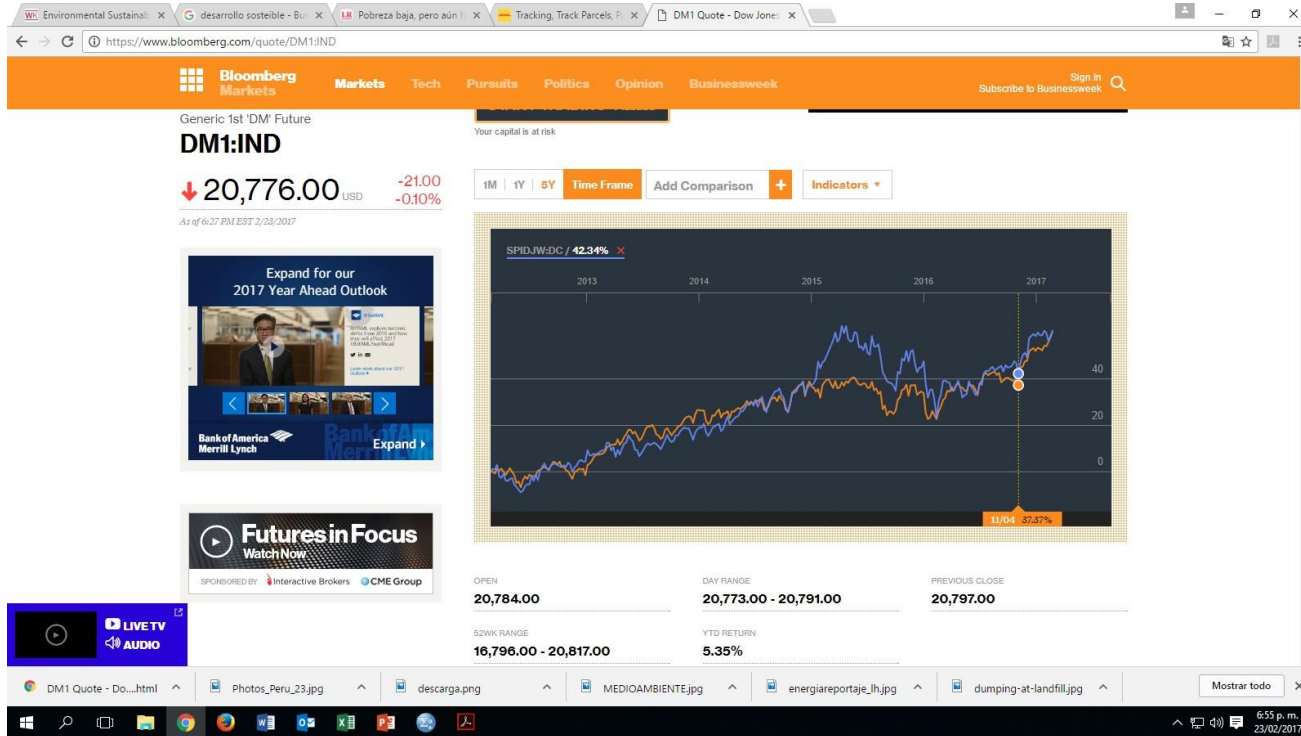 WK Environmental Sustainab
G desarrollo sosteible - Bus
LR Pobreza baja, pero aún h
Tracking, Track Parcels, P
DM1 Quote - Dow Jones
https://www.bloomberg.com/quote/DM1:IND
Bloomberg
Markets
Markets Tech Pursuits Politics Opinion Businessweek
Sign In
Subscribe to Businessweek
Generic 1st 'DM' Future
DM1:IND
20,776.00 USD
-21.00
-0.10%
As of 6:27 PM EST 2/23/2017
Your capital is at risk
1M 1Y 5Y Time Frame Add Comparison + Indicators
SPIDJW:DC / 42.34% ×
2013 2014 2015 2016 2017
40
20
0
11/04 37.37%
Expand for our
2017 Year Ahead Outlook
Bank of America
Merrill Lynch
Expand
Futures in Focus
Watch Now
SPONSORED BY Interactive Brokers CME Group
OPEN
20,784.00
DAY RANGE
20,773.00 - 20,791.00
PREVIOUS CLOSE
20,797.00
52WK RANGE
16,796.00 - 20,817.00
YTD RETURN
5.35%
LIVE TV
AUDIO
DM1 Quote - Do....html
Photos_Peru_23.jpg
descarga.png
MEDIOAMBIENTE.jpg
energiareportaje_lh.jpg
dumping-at-landfill.jpg
Mostrar todo
6:55 p. m.
23/02/2017